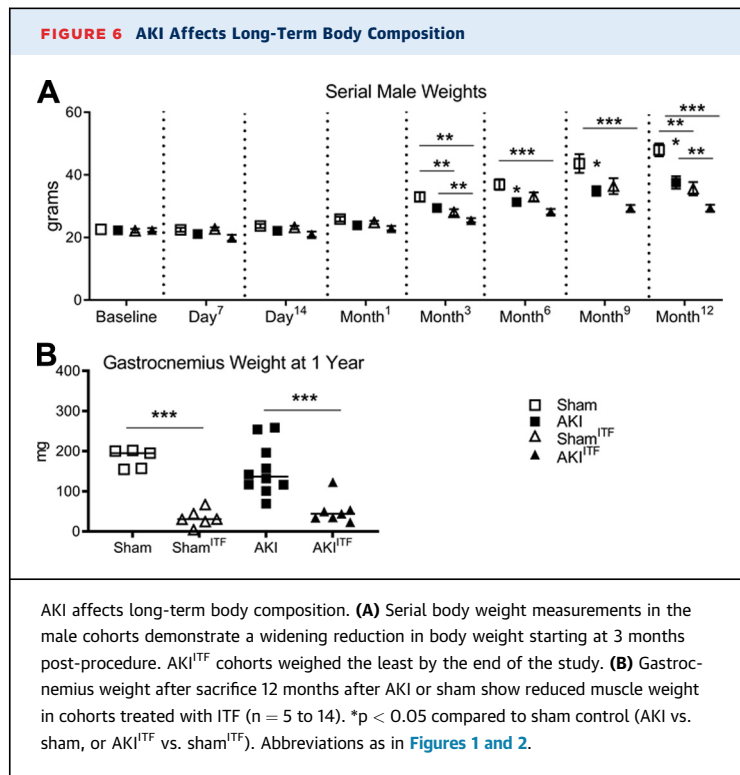 FIGURE 6 AKI Affects Long-Term Body Composition
A
Serial Male Weights
60
40
20
0
grams
** ** ** *** * *** * *** ** * **
Baseline Day7 Day14 Month1 Month3 Month6 Month9 Month12
B
Gastrocnemius Weight at 1 Year
400
300
200
100
0
mg
*** ***
Sham ShamITF AKI AKIITF
Sham
AKI
ShamITF
AKIITF
AKI affects long-term body composition. (A) Serial body weight measurements in the
male cohorts demonstrate a widening reduction in body weight starting at 3 months
post-procedure. AKIITF cohorts weighed the least by the end of the study. (B) Gastroc-
nemius weight after sacrifice 12 months after AKI or sham show reduced muscle weight
in cohorts treated with ITF (n = 5 to 14). *p < 0.05 compared to sham control (AKI vs.
sham, or AKIITF vs. shamITF). Abbreviations as in Figures 1 and 2.